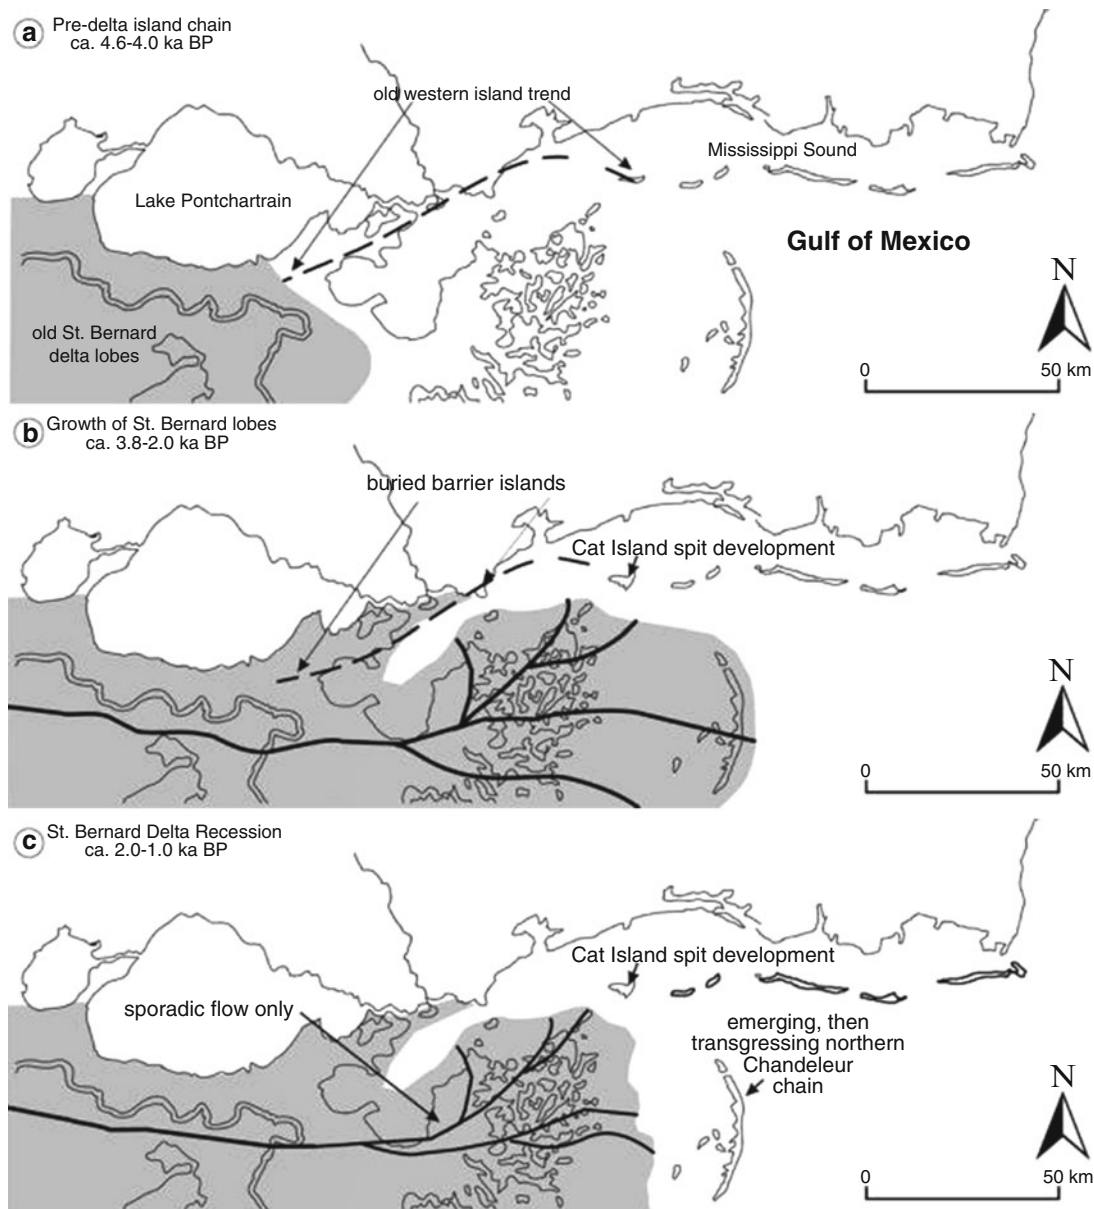 a Pre-delta island chain
ca. 4.6-4.0 ka BP
old western island trend
Mississippi Sound
Lake Pontchartrain
Gulf of Mexico
old St. Bernard
delta lobes
N
0 50 km
b Growth of St. Bernard lobes
ca. 3.8-2.0 ka BP
buried barrier islands
Cat Island spit development
N
0 50 km
c St. Bernard Delta Recession
ca. 2.0-1.0 ka BP
Cat Island spit development
sporadic flow only
emerging, then
transgressing northern
Chandeleur
chain
N
0 50 km